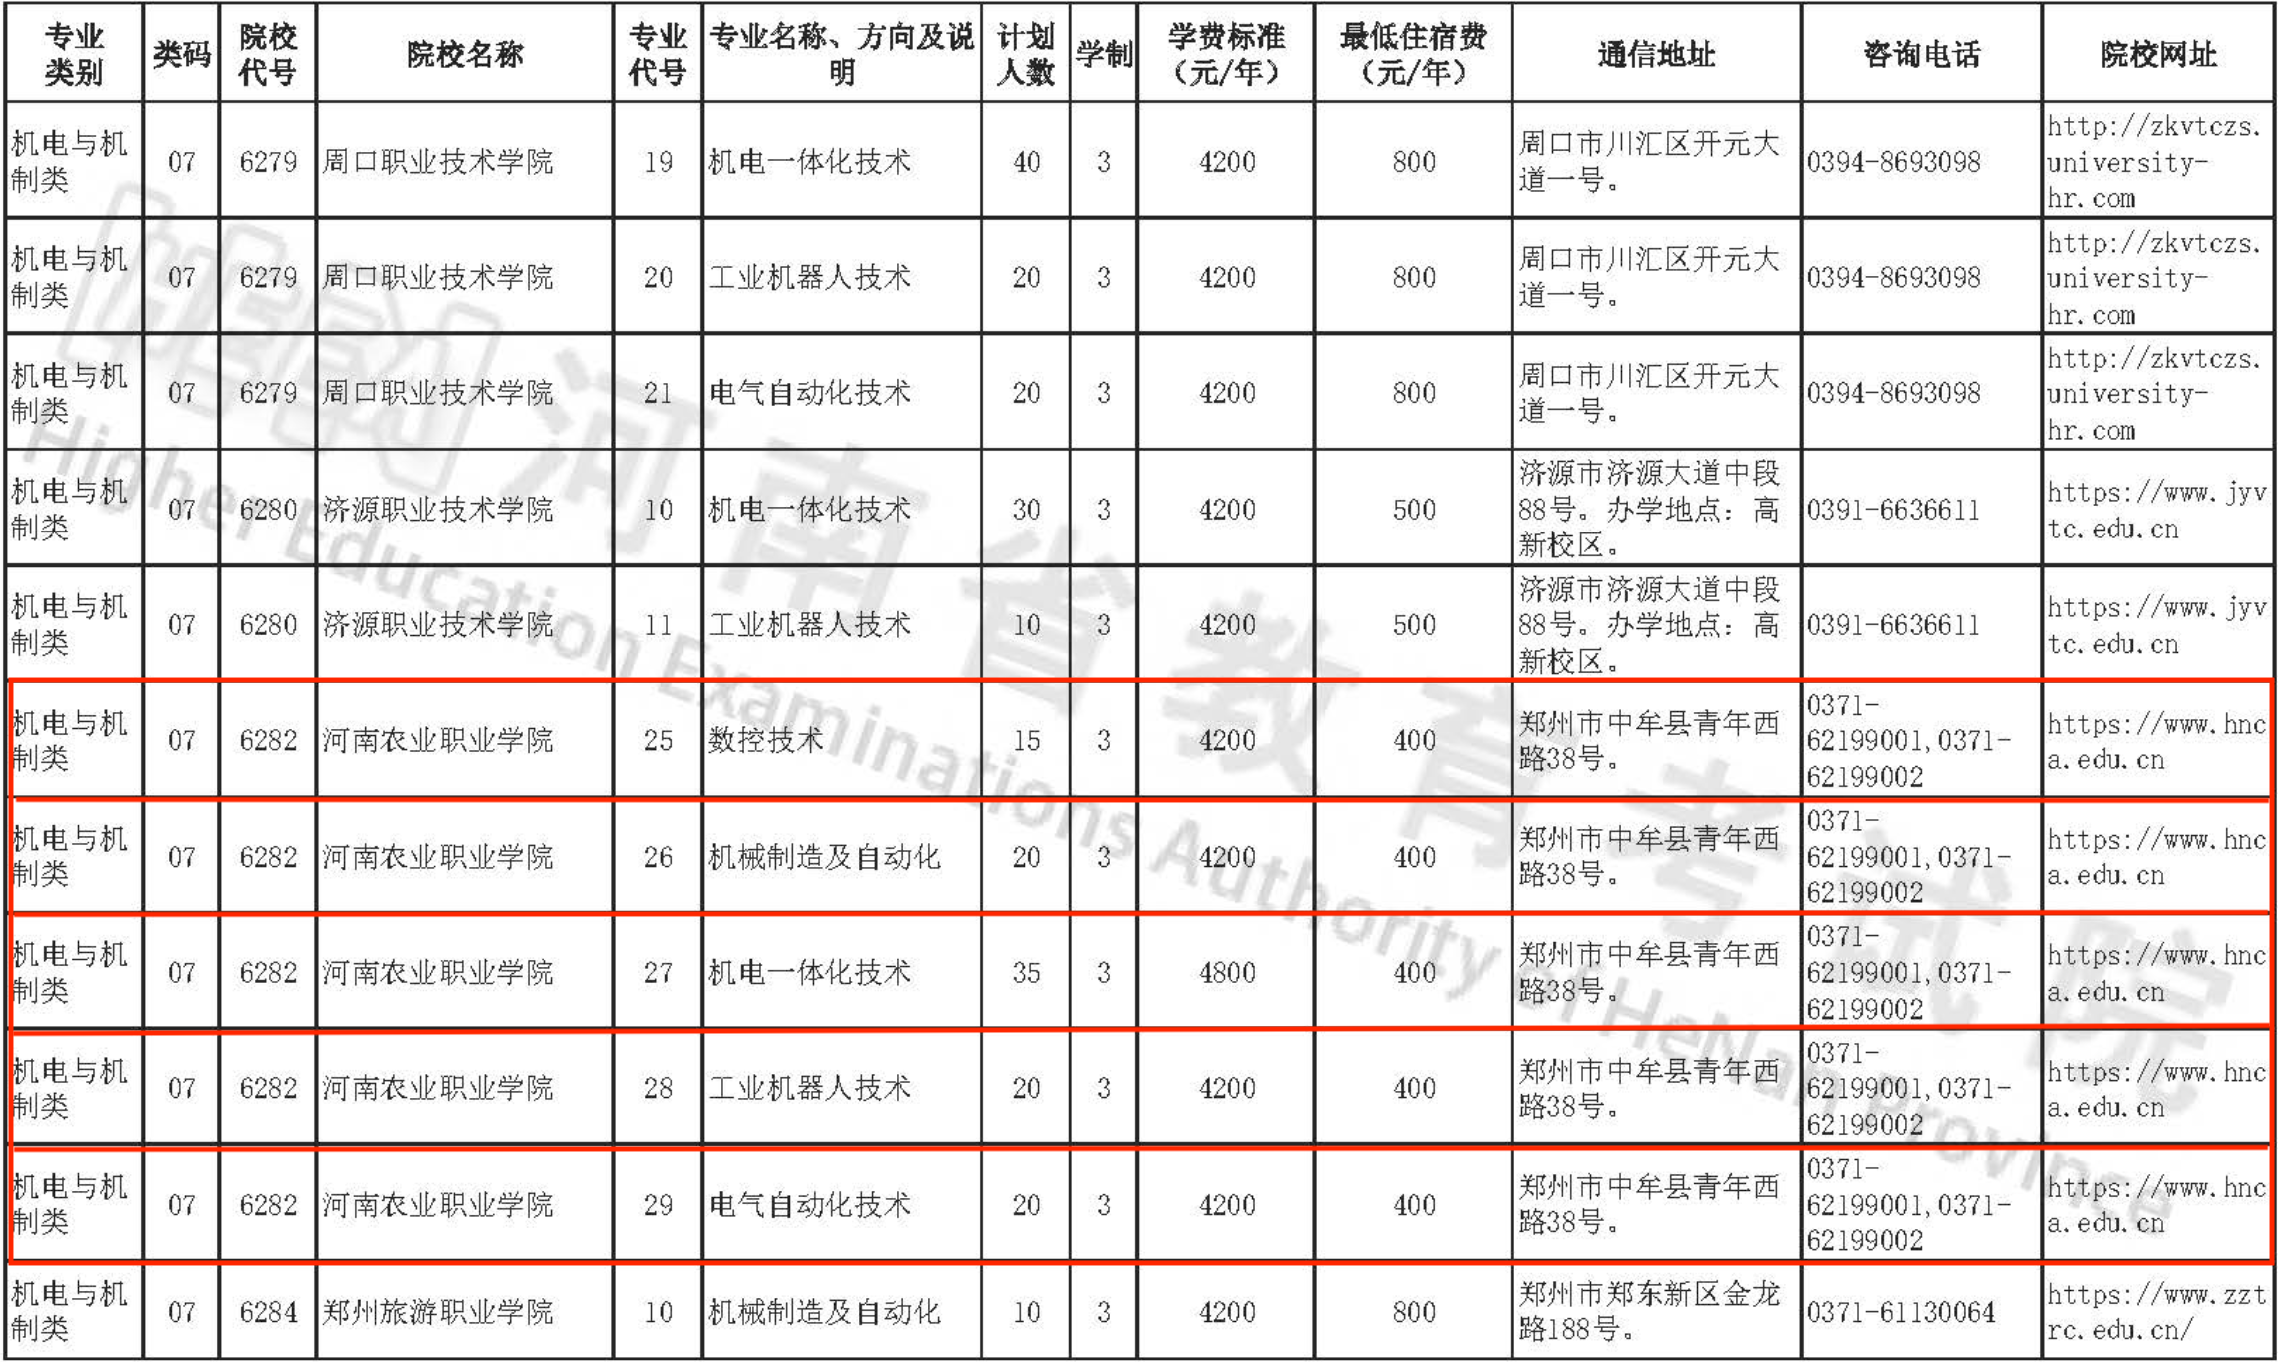 专业类别 类码 院校代号 院校名称 专业代号 专业名称、方向及说明 计划人数 学制 学费标准（元/年） 最低住宿费（元/年） 通信地址 咨询电话 院校网址
机电与机制类 07 6279 周口职业技术学院 19 机电一体化技术 40 3 4200 800 周口市川汇区开元大道一号。 0394-8693098 http://zkvtczs.university-hr.com
机电与机制类 07 6279 周口职业技术学院 20 工业机器人技术 20 3 4200 800 周口市川汇区开元大道一号。 0394-8693098 http://zkvtczs.university-hr.com
机电与机制类 07 6279 周口职业技术学院 21 电气自动化技术 20 3 4200 800 周口市川汇区开元大道一号。 0394-8693098 http://zkvtczs.university-hr.com
机电与机制类 07 6280 济源职业技术学院 10 机电一体化技术 30 3 4200 500 济源市济源大道中段88号。办学地点：高新校区。 0391-6636611 https://www.jyvtc.edu.cn
机电与机制类 07 6280 济源职业技术学院 11 工业机器人技术 10 3 4200 500 济源市济源大道中段88号。办学地点：高新校区。 0391-6636611 https://www.jyvtc.edu.cn
机电与机制类 07 6282 河南农业职业学院 25 数控技术 15 3 4200 400 郑州市中牟县青年西路38号。 0371-62199001,0371-62199002 https://www.hnca.edu.cn
机电与机制类 07 6282 河南农业职业学院 26 机械制造及自动化 20 3 4200 400 郑州市中牟县青年西路38号。 0371-62199001,0371-62199002 https://www.hnca.edu.cn
机电与机制类 07 6282 河南农业职业学院 27 机电一体化技术 35 3 4800 400 郑州市中牟县青年西路38号。 0371-62199001,0371-62199002 https://www.hnca.edu.cn
机电与机制类 07 6282 河南农业职业学院 28 工业机器人技术 20 3 4200 400 郑州市中牟县青年西路38号。 0371-62199001,0371-62199002 https://www.hnca.edu.cn
机电与机制类 07 6282 河南农业职业学院 29 电气自动化技术 20 3 4200 400 郑州市中牟县青年西路38号。 0371-62199001,0371-62199002 https://www.hnca.edu.cn
机电与机制类 07 6284 郑州旅游职业学院 10 机械制造及自动化 10 3 4200 800 郑州市郑东新区金龙路188号。 0371-61130064 https://www.zztrc.edu.cn/
河南省教育考试院
Higher Education Examinations Authority of HeNan Province